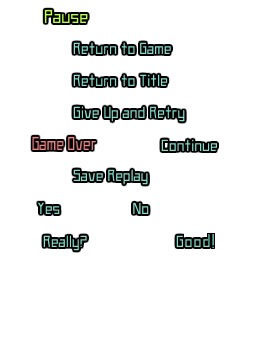 Pause
Return to Game
Return to Title
Give Up and Retry
Game Over Continue
Save Replay
Yes No
Really? Good!